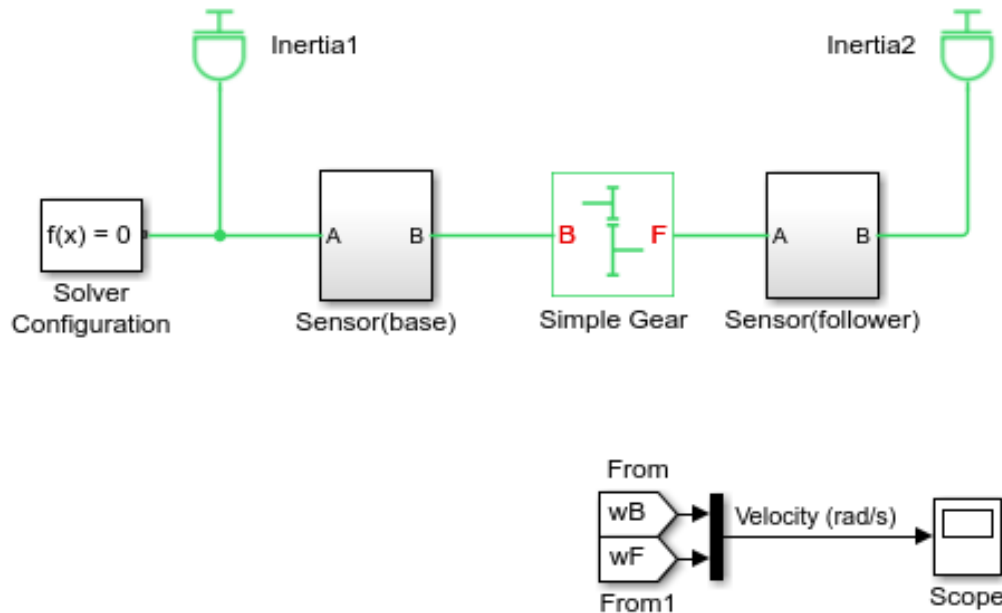 Inertia1
Inertia2
f(x) = 0
A
B
B
F
A
B
Solver
Configuration
Sensor(base)
Simple Gear
Sensor(follower)
From
wB
Velocity (rad/s)
wF
From1
Scope